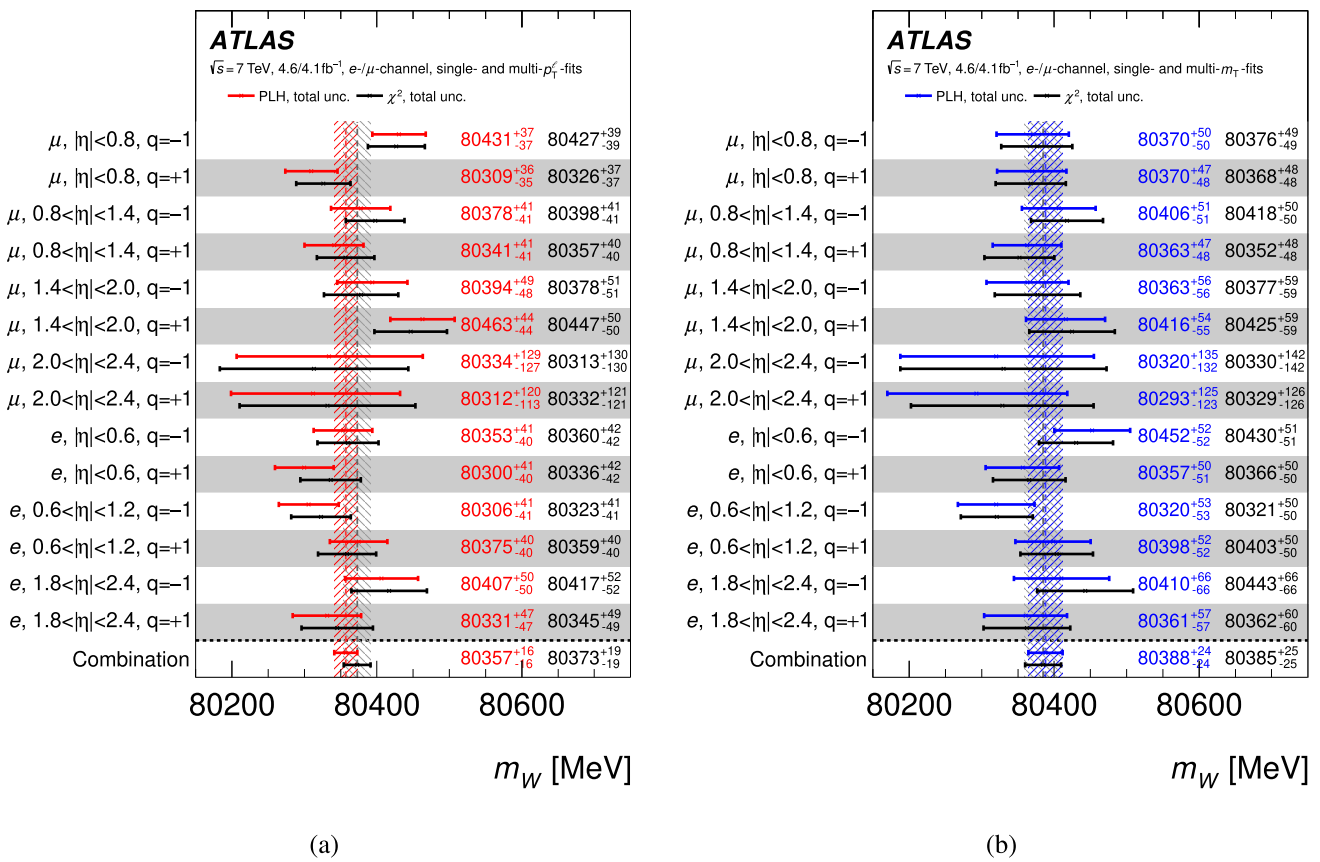 ATLAS
√s = 7 TeV, 4.6/4.1fb⁻¹, e-/μ-channel, single- and multi-p_T^ℓ-fits
PLH, total unc. χ², total unc.
μ, |η|<0.8, q=−1 80431 +37 -37 80427 +39 -39
μ, |η|<0.8, q=+1 80309 +36 -35 80326 +37 -37
μ, 0.8<|η|<1.4, q=−1 80378 +41 -41 80398 +41 -41
μ, 0.8<|η|<1.4, q=+1 80341 +41 -41 80357 +40 -40
μ, 1.4<|η|<2.0, q=−1 80394 +49 -48 80378 +51 -51
μ, 1.4<|η|<2.0, q=+1 80463 +44 -44 80447 +50 -50
μ, 2.0<|η|<2.4, q=−1 80334 +129 -127 80313 +130 -130
μ, 2.0<|η|<2.4, q=+1 80312 +120 -113 80332 +121 -121
e, |η|<0.6, q=−1 80353 +41 -40 80360 +42 -42
e, |η|<0.6, q=+1 80300 +41 -40 80336 +42 -42
e, 0.6<|η|<1.2, q=−1 80306 +41 -41 80323 +41 -41
e, 0.6<|η|<1.2, q=+1 80375 +40 -40 80359 +40 -40
e, 1.8<|η|<2.4, q=−1 80407 +50 -50 80417 +52 -52
e, 1.8<|η|<2.4, q=+1 80331 +47 -47 80345 +49 -49
Combination 80357 +16 -16 80373 +19 -19
80200 80400 80600
m_W [MeV]
(a)
ATLAS
√s = 7 TeV, 4.6/4.1fb⁻¹, e-/μ-channel, single- and multi-m_T-fits
PLH, total unc. χ², total unc.
μ, |η|<0.8, q=−1 80370 +50 -50 80376 +49 -49
μ, |η|<0.8, q=+1 80370 +47 -48 80368 +48 -48
μ, 0.8<|η|<1.4, q=−1 80406 +51 -51 80418 +50 -50
μ, 0.8<|η|<1.4, q=+1 80363 +47 -48 80352 +48 -48
μ, 1.4<|η|<2.0, q=−1 80363 +56 -56 80377 +59 -59
μ, 1.4<|η|<2.0, q=+1 80416 +54 -55 80425 +59 -59
μ, 2.0<|η|<2.4, q=−1 80320 +135 -132 80330 +142 -142
μ, 2.0<|η|<2.4, q=+1 80293 +125 -123 80329 +126 -126
e, |η|<0.6, q=−1 80452 +52 -52 80430 +51 -51
e, |η|<0.6, q=+1 80357 +50 -51 80366 +50 -50
e, 0.6<|η|<1.2, q=−1 80320 +53 -53 80321 +50 -50
e, 0.6<|η|<1.2, q=+1 80398 +52 -52 80403 +50 -50
e, 1.8<|η|<2.4, q=−1 80410 +66 -66 80443 +66 -66
e, 1.8<|η|<2.4, q=+1 80361 +57 -57 80362 +60 -60
Combination 80388 +24 -24 80385 +25 -25
80200 80400 80600
m_W [MeV]
(b)